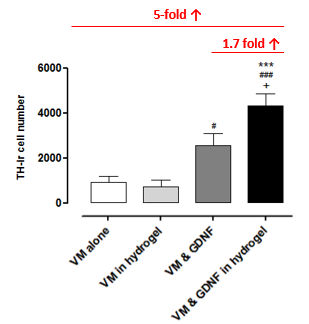 5-fold ↑
1.7 fold ↑
***
###
+
#
6000
4000
2000
0
TH-Ir cell number
VM alone
VM in hydrogel
VM & GDNF
VM & GDNF in hydrogel